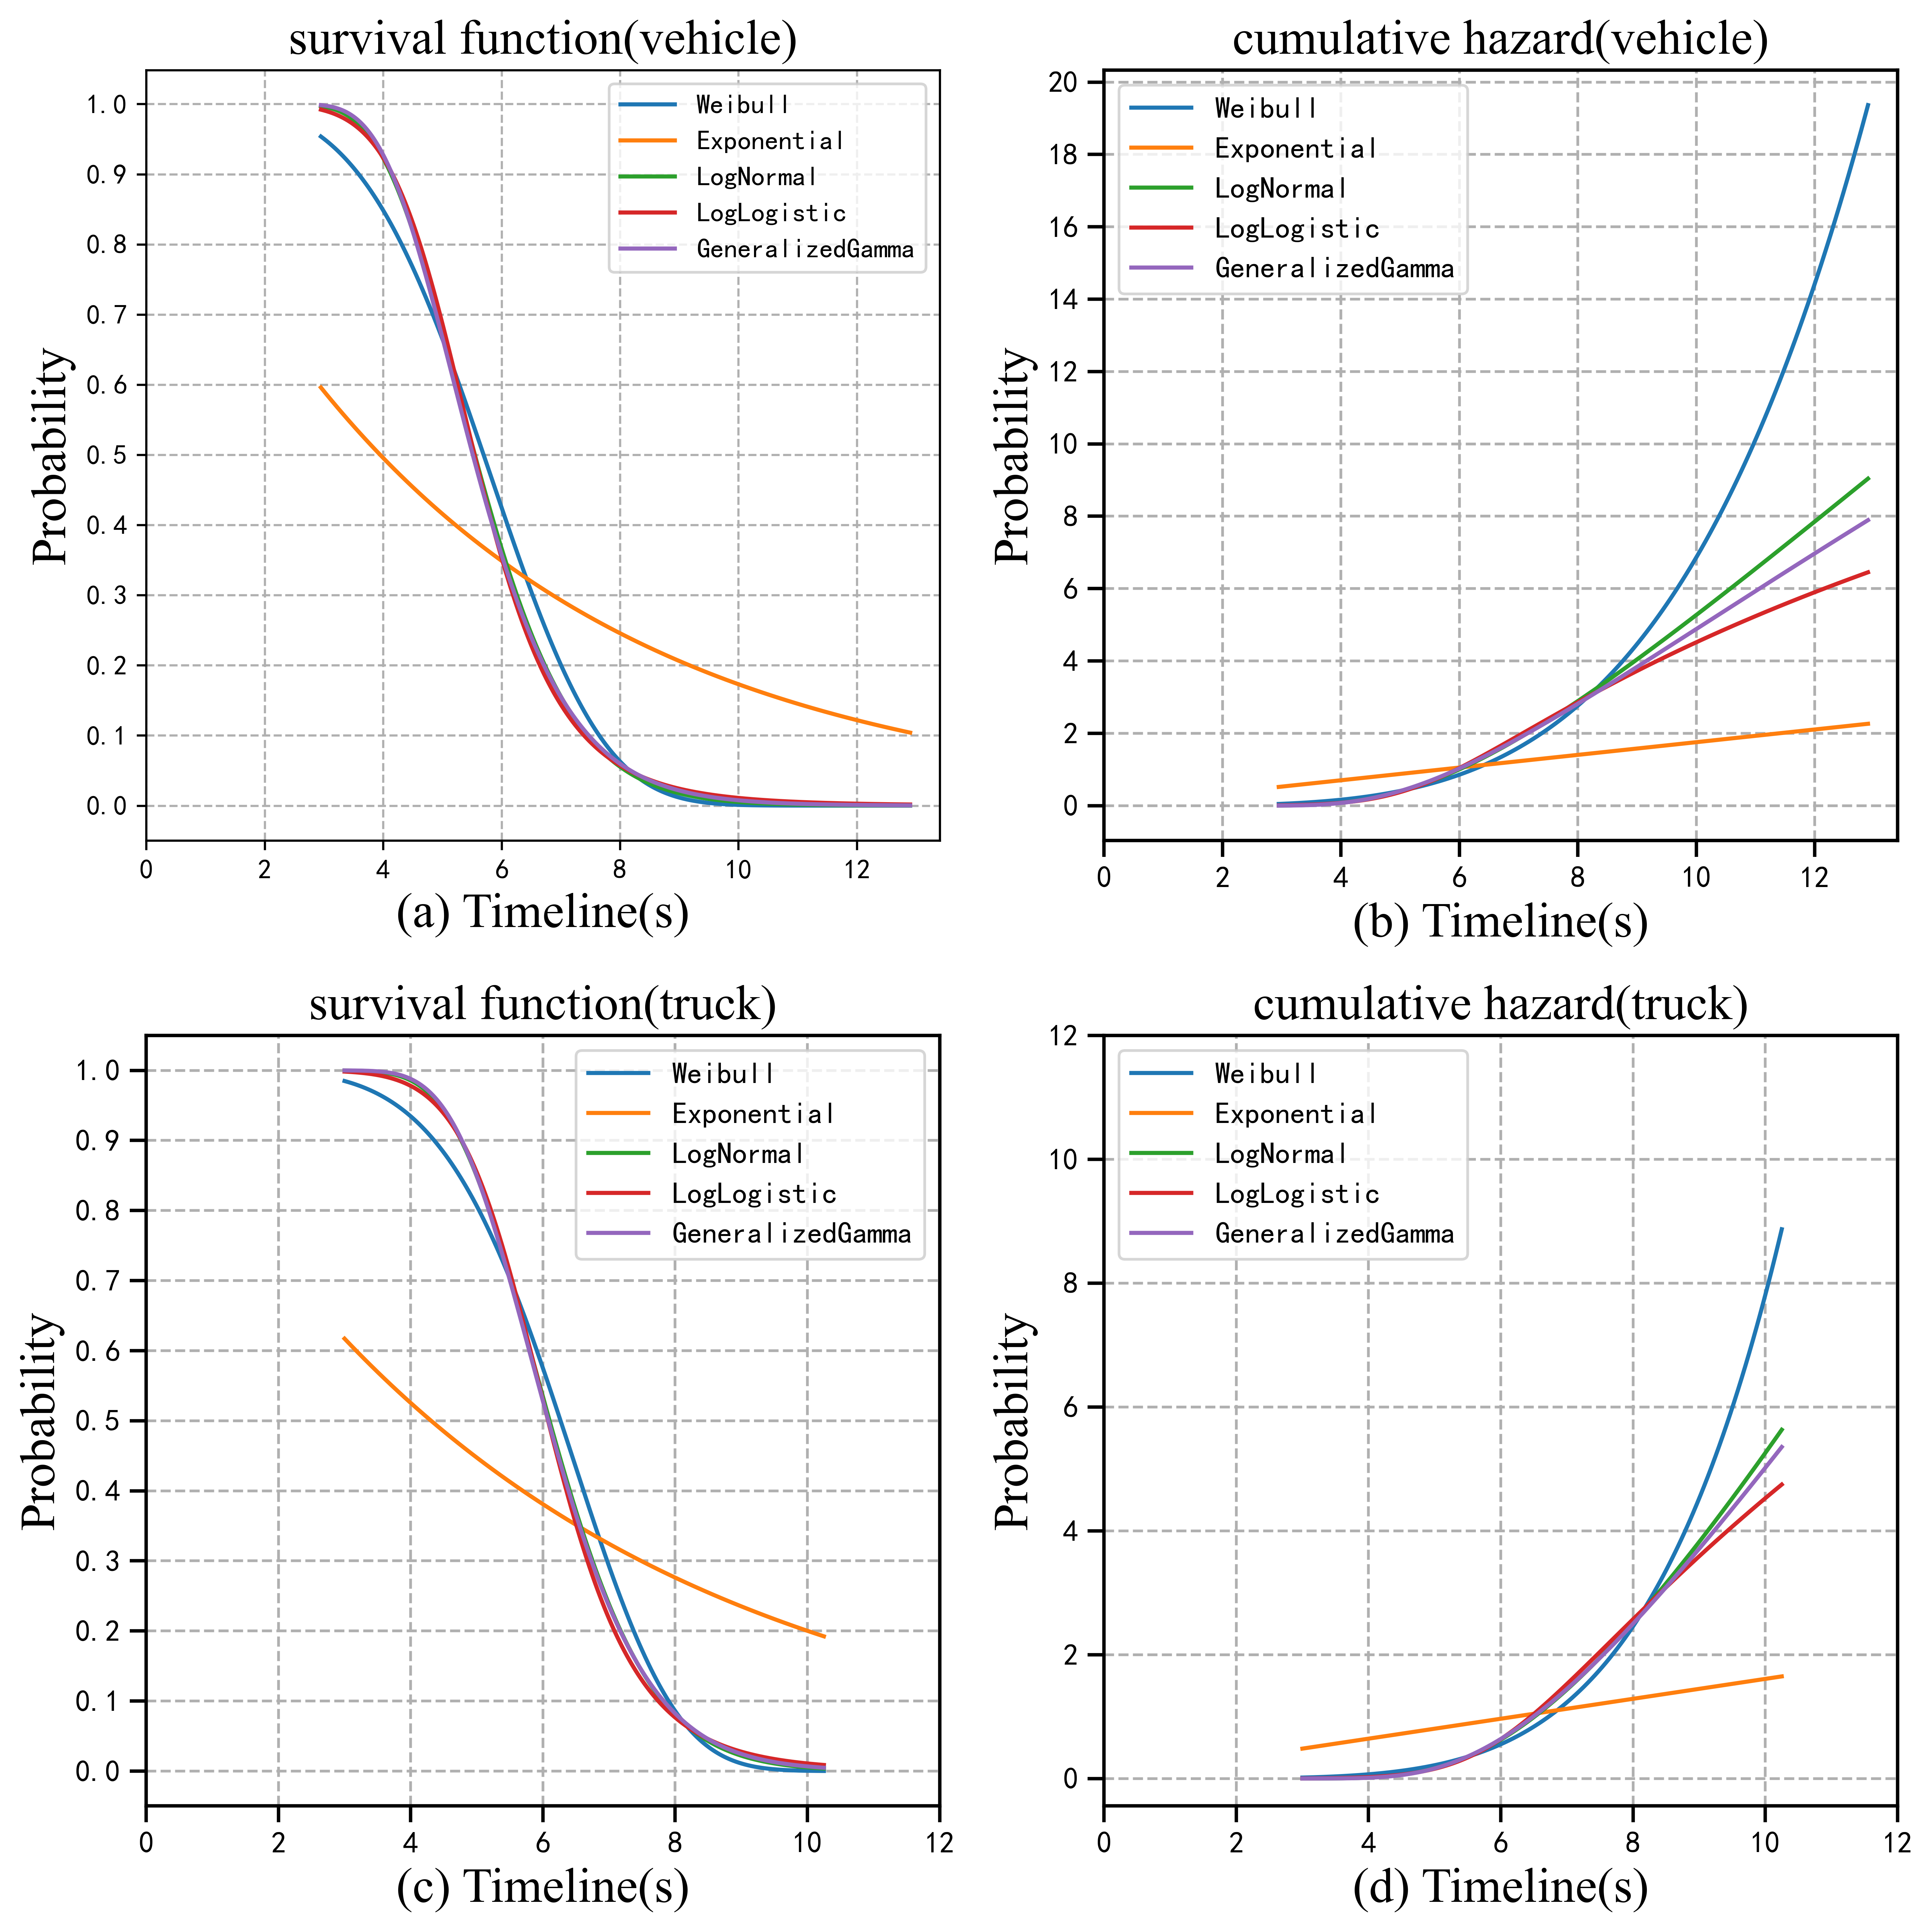 survival function(vehicle)
1.0
0.9
0.8
0.7
0.6
0.5
0.4
0.3
0.2
0.1
0.0
Probability
Weibull
Exponential
LogNormal
LogLogistic
GeneralizedGamma
0 2 4 6 8 10 12
(a) Timeline(s)
cumulative hazard(vehicle)
20
18
16
14
12
10
8
6
4
2
0
Probability
Weibull
Exponential
LogNormal
LogLogistic
GeneralizedGamma
0 2 4 6 8 10 12
(b) Timeline(s)
survival function(truck)
1.0
0.9
0.8
0.7
0.6
0.5
0.4
0.3
0.2
0.1
0.0
Probability
Weibull
Exponential
LogNormal
LogLogistic
GeneralizedGamma
0 2 4 6 8 10 12
(c) Timeline(s)
cumulative hazard(truck)
12
10
8
6
4
2
0
Probability
Weibull
Exponential
LogNormal
LogLogistic
GeneralizedGamma
0 2 4 6 8 10 12
(d) Timeline(s)